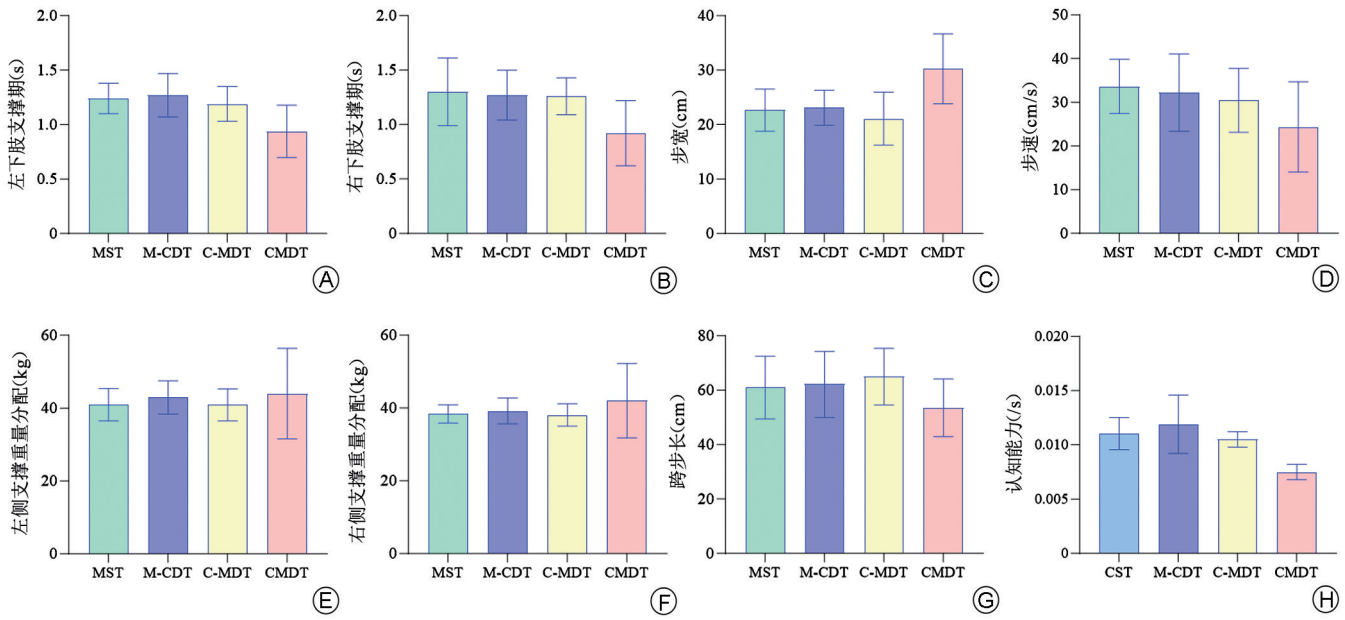 左下肢支撑期(s)
2.0
1.5
1.0
0.5
0
MST M-CDT C-MDT CMDT
A
右下肢支撑期(s)
2.0
1.5
1.0
0.5
0
MST M-CDT C-MDT CMDT
B
步宽(cm)
40
30
20
10
0
MST M-CDT C-MDT CMDT
C
步速(cm/s)
50
40
30
20
10
0
MST M-CDT C-MDT CMDT
D
左侧支撑重量分配(kg)
60
40
20
0
MST M-CDT C-MDT CMDT
E
右侧支撑重量分配(kg)
60
40
20
0
MST M-CDT C-MDT CMDT
F
跨步长(cm)
80
60
40
20
0
MST M-CDT C-MDT CMDT
G
认知能力(/s)
0.020
0.015
0.010
0.005
0
CST M-CDT C-MDT CMDT
H